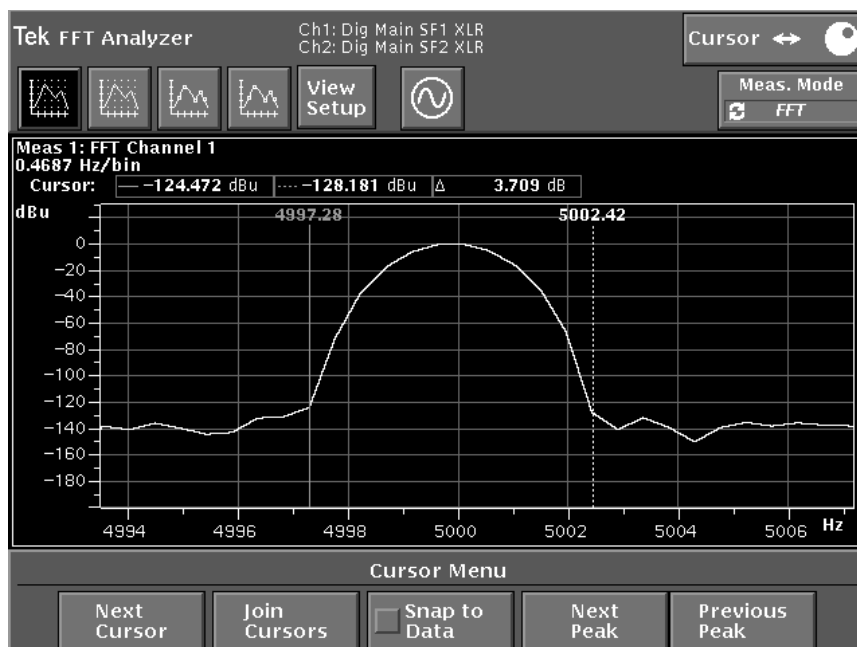 Tek FFT Analyzer
Ch1: Dig Main SF1 XLR
Ch2: Dig Main SF2 XLR
Cursor ↔
View
Setup
Meas. Mode
FFT
Meas 1: FFT Channel 1
0.4687 Hz/bin
Cursor: — −124.472 dBu ---- −128.181 dBu Δ 3.709 dB
dBu
4997.28 5002.42
0
−20
−40
−60
−80
−100
−120
−140
−160
−180
4994 4996 4998 5000 5002 5004 5006 Hz
Cursor Menu
Next
Cursor
Join
Cursors
Snap to
Data
Next
Peak
Previous
Peak